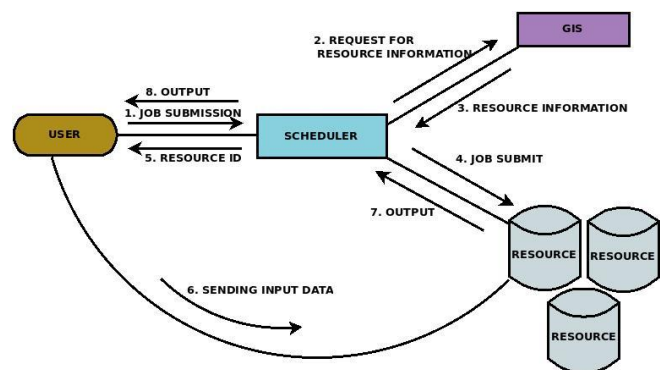 GIS
2. REQUEST FOR
RESOURCE INFORMATION
8. OUTPUT
1. JOB SUBMISSION
3. RESOURCE INFORMATION
USER
SCHEDULER
5. RESOURCE ID
4. JOB SUBMIT
7. OUTPUT
RESOURCE
RESOURCE
6. SENDING INPUT DATA
RESOURCE